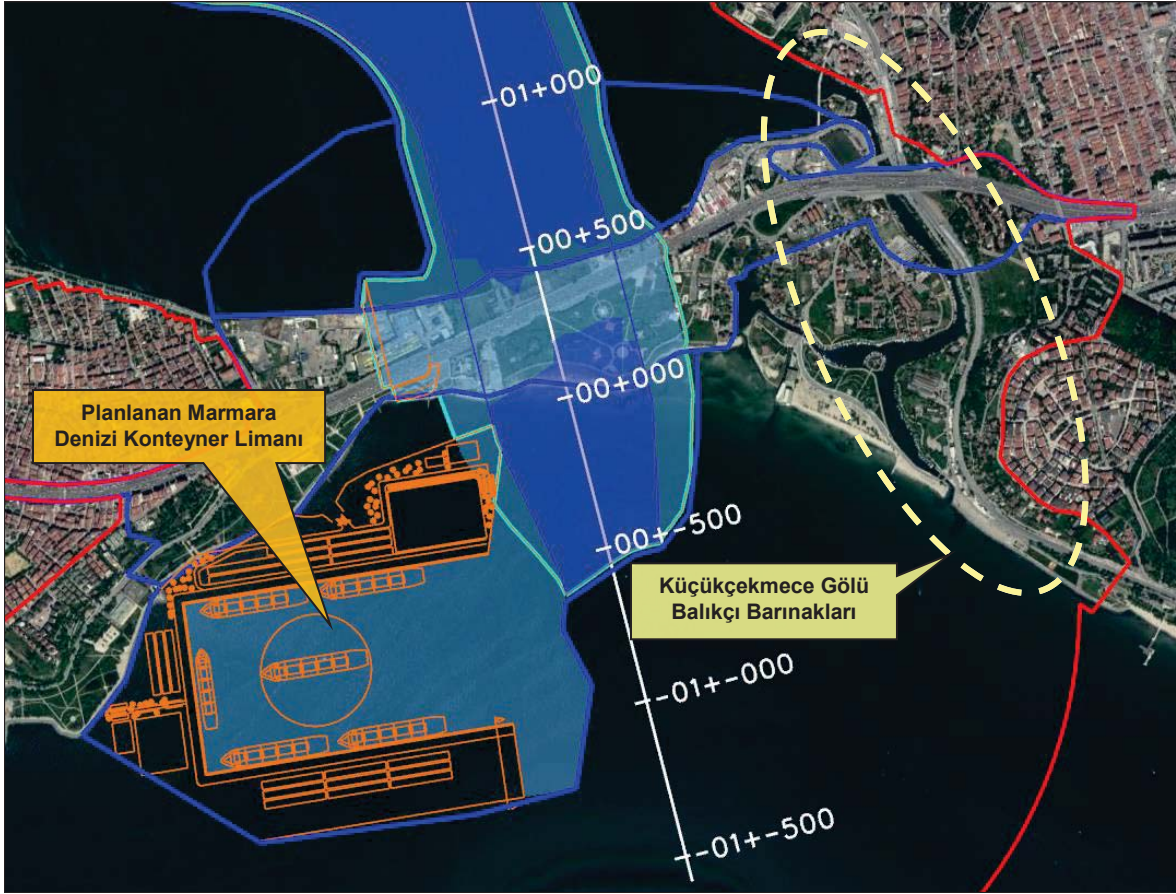 -01+000
-00+500
-00+000
Planlanan Marmara
Denizi Konteyner Limanı
-00+-500
Küçükçekmece Gölü
Balıkçı Barınakları
-01+-000
-01+-500